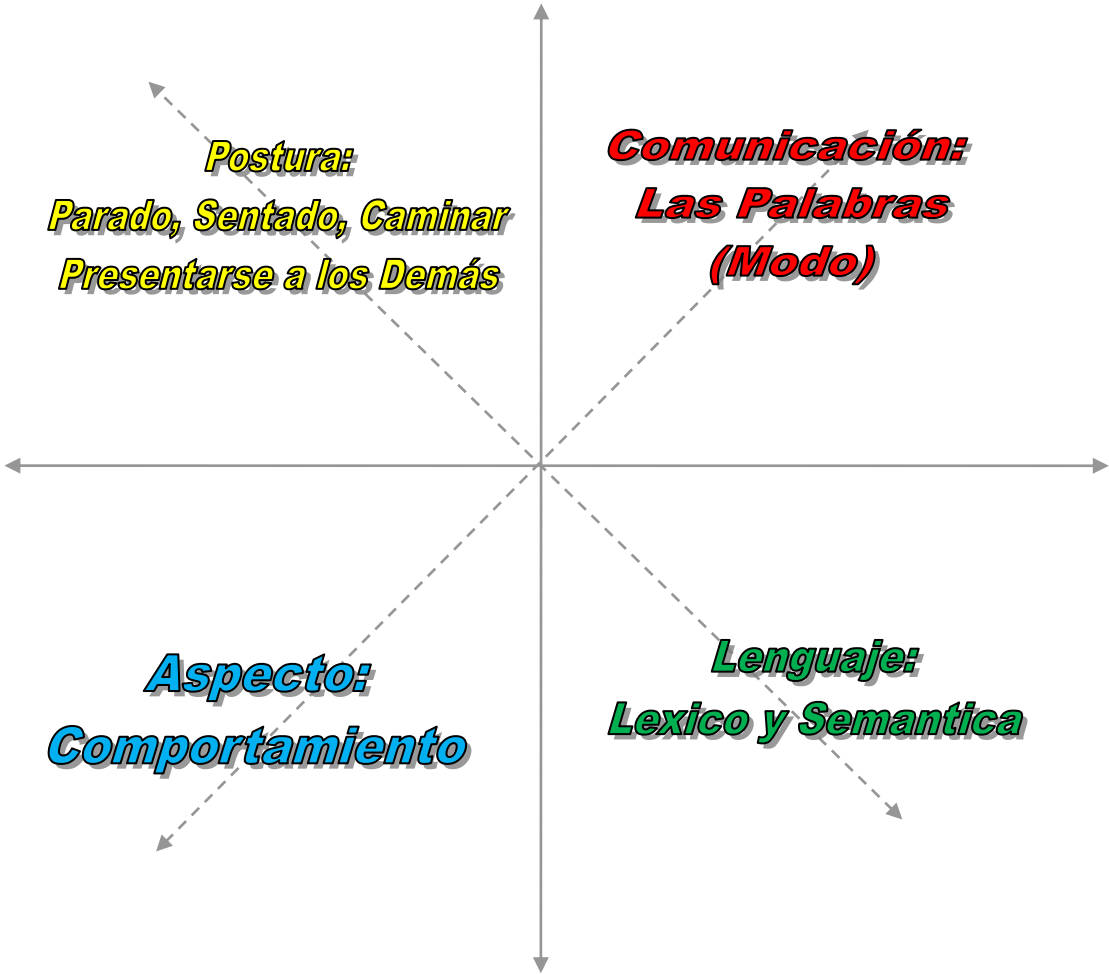 Postura:
Parado, Sentado, Caminar
Presentarse a los Demás
Comunicación:
Las Palabras
(Modo)
Aspecto:
Comportamiento
Lenguaje:
Lexico y Semantica